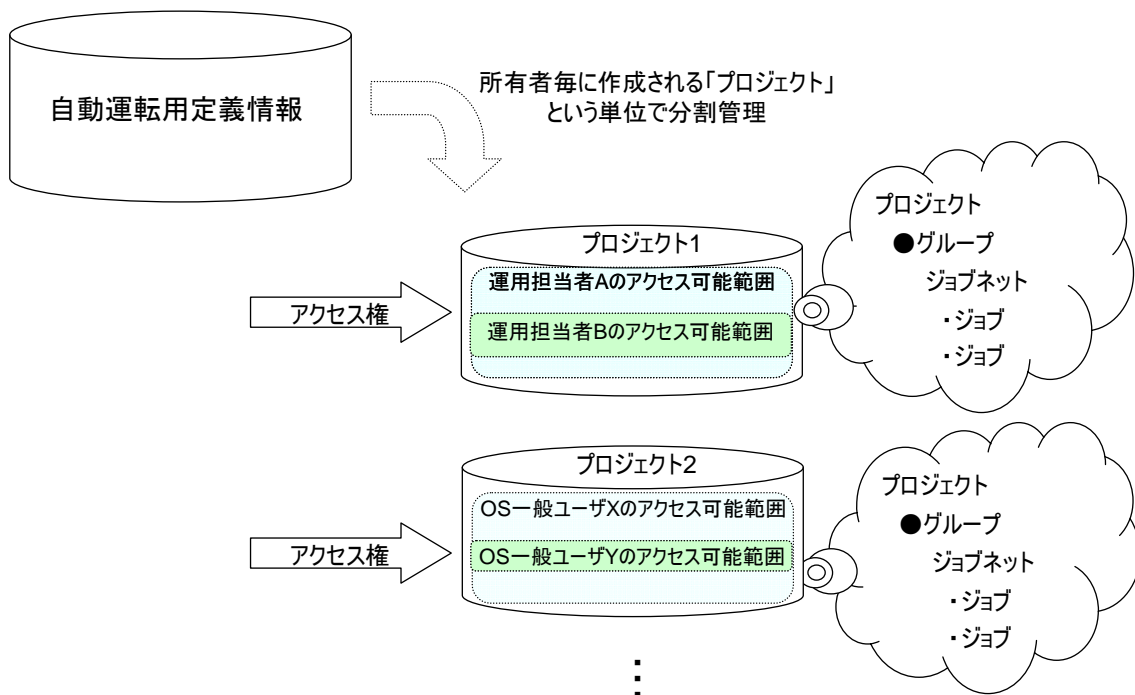 自動運転用定義情報
所有者毎に作成される「プロジェクト」
という単位で分割管理
プロジェクト1
運用担当者Aのアクセス可能範囲
運用担当者Bのアクセス可能範囲
アクセス権
プロジェクト
●グループ
ジョブネット
・ジョブ
・ジョブ
プロジェクト2
OS一般ユーザXのアクセス可能範囲
OS一般ユーザYのアクセス可能範囲
アクセス権
プロジェクト
●グループ
ジョブネット
・ジョブ
・ジョブ